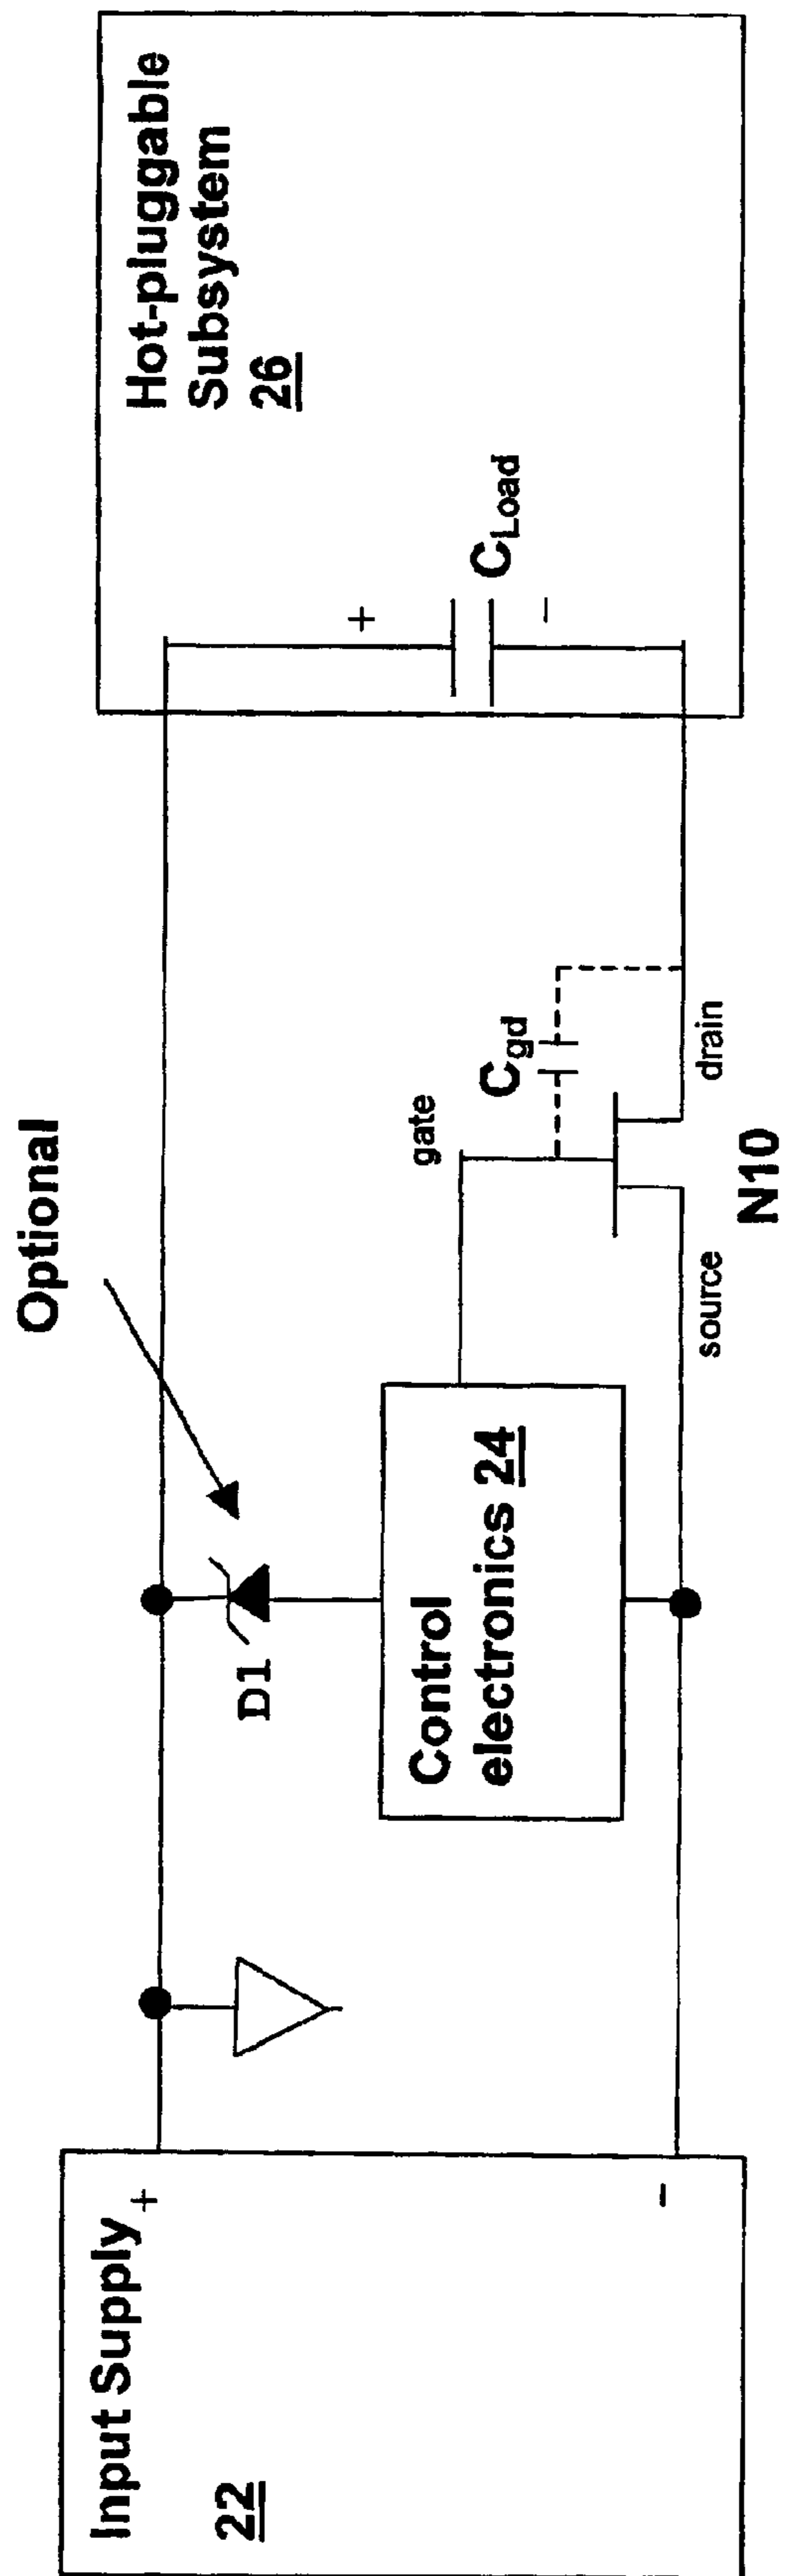 Optional
Input Supply
22
+
-
D1
Control
electronics 24
gate
Cgd
source
drain
N10
Hot-pluggable
Subsystem
26
+
CLoad
-